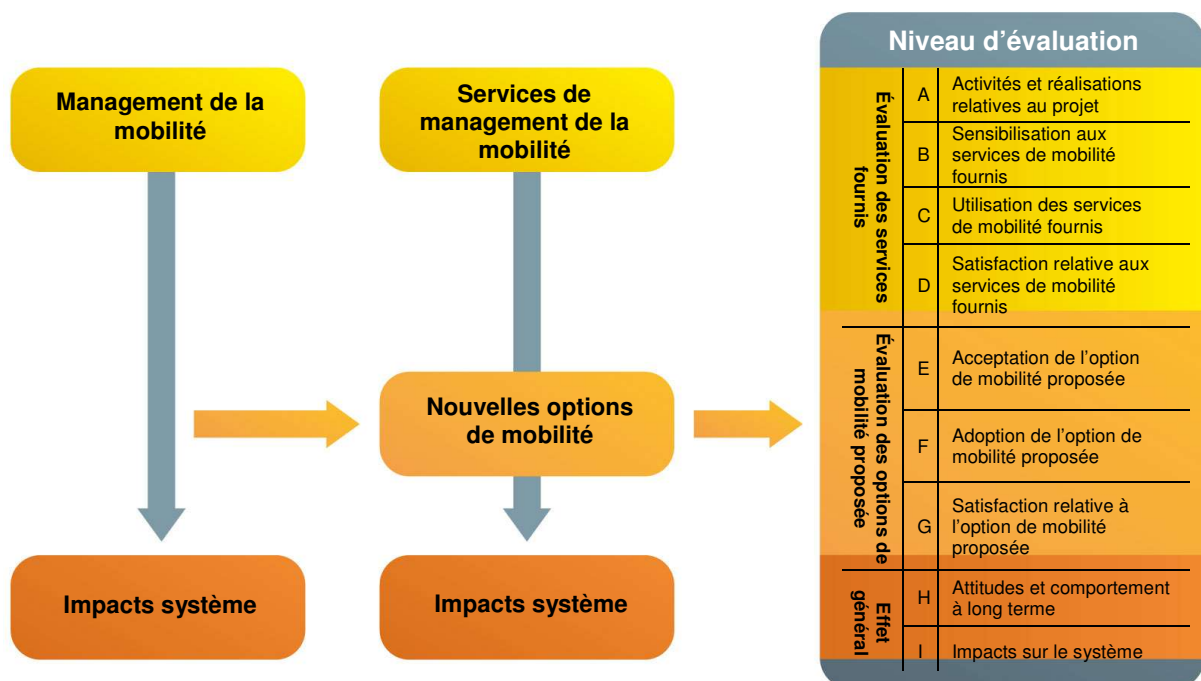 Management de la
mobilité
Services de
management de la
mobilité
Nouvelles options
de mobilité
Impacts système
Impacts système
Niveau d’évaluation
Évaluation des services
fournis
A
Activités et réalisations
relatives au projet
B
Sensibilisation aux
services de mobilité
fournis
C
Utilisation des services
de mobilité fournis
D
Satisfaction relative aux
services de mobilité
fournis
Évaluation des options de
mobilité proposée
E
Acceptation de l’option
de mobilité proposée
F
Adoption de l’option de
mobilité proposée
G
Satisfaction relative à
l’option de mobilité
proposée
Effet
général
H
Attitudes et comportement
à long terme
I
Impacts sur le système